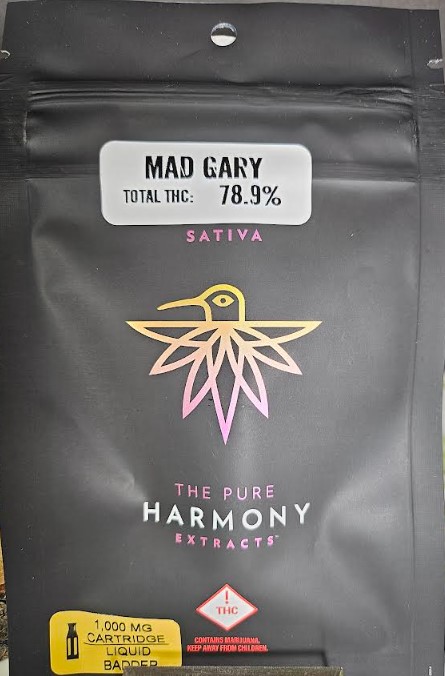 MAD GARY
TOTAL THC: 78.9%
SATIVA
THE PURE
HARMONY
EXTRACTS™
!
THC
CONTAINS MARIJUANA.
KEEP AWAY FROM CHILDREN.
1,000 MG
CARTRIDGE
LIQUID
BADDER